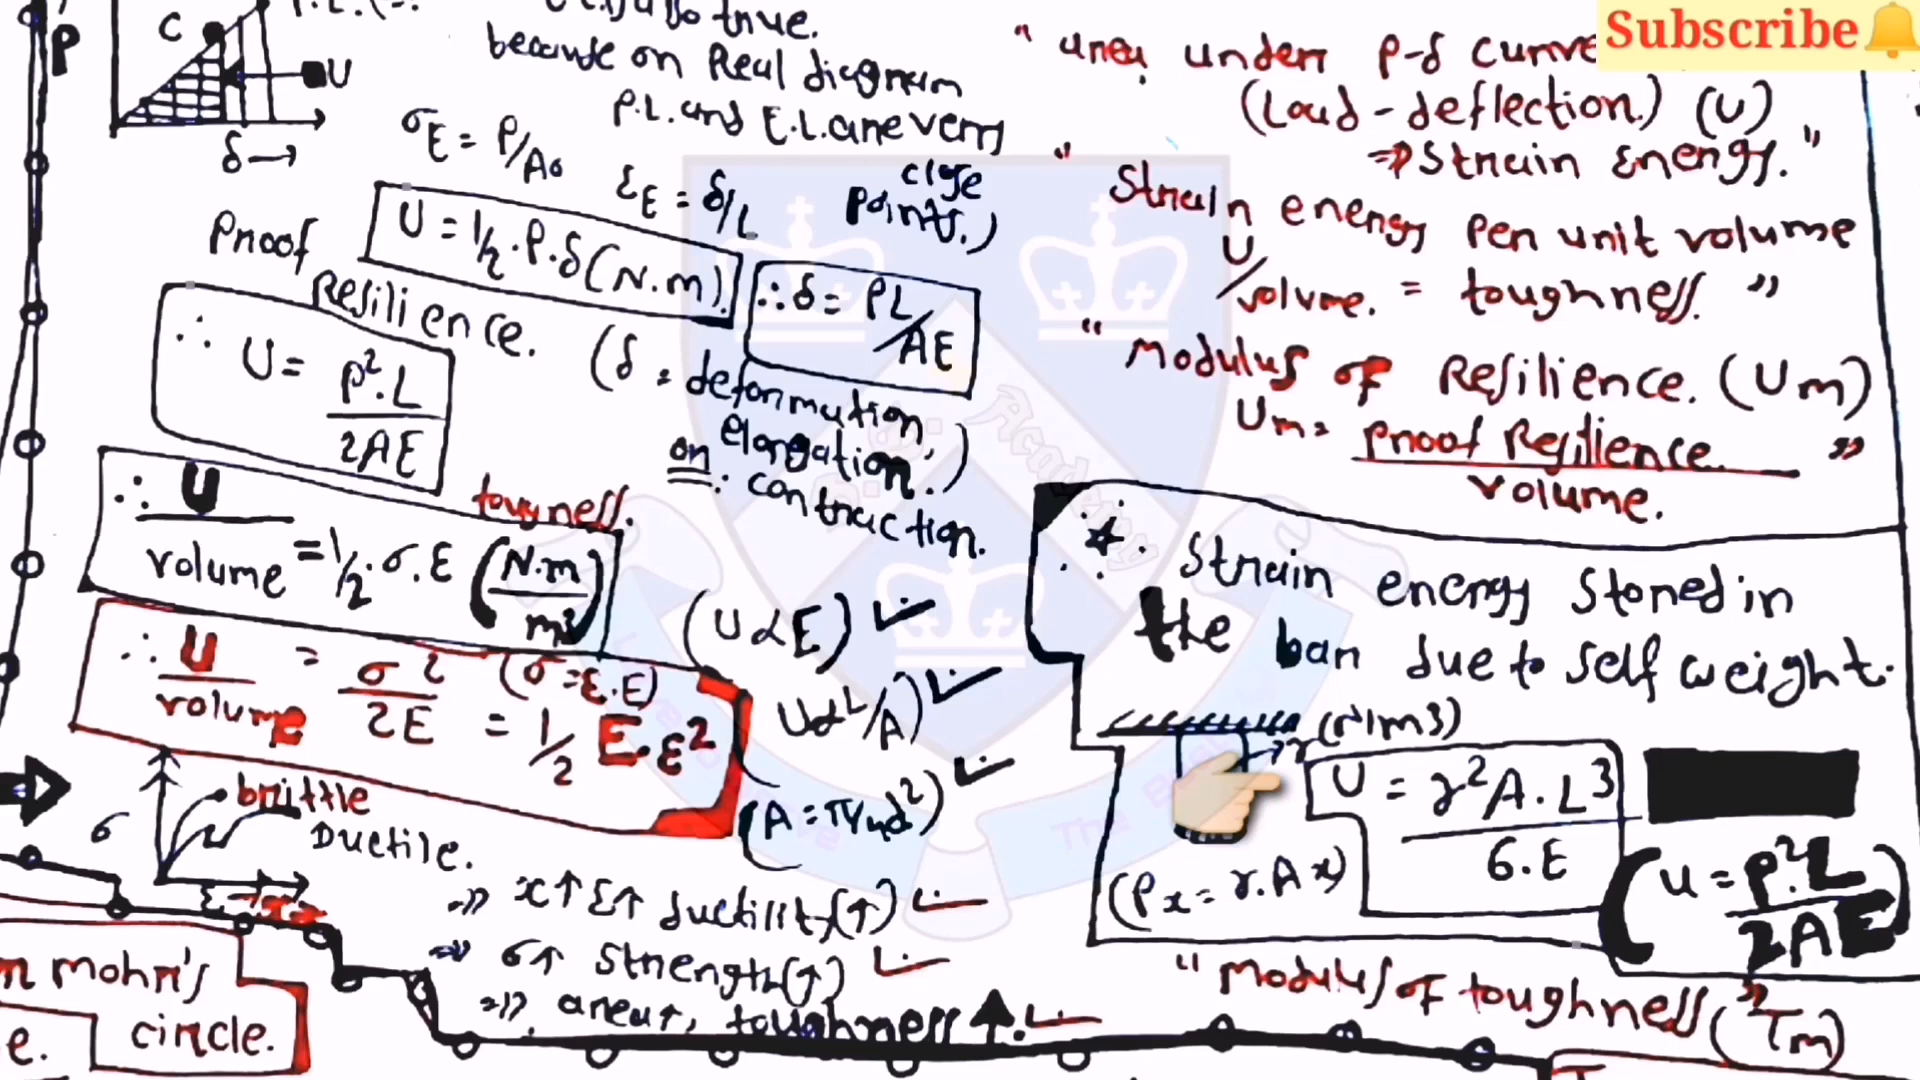 P
C
U
δ→
true.
because on Real diagram
P.L. and E.L. are very
close
points.)
σE = P/A₀
εE = δ/L
U = 1/2 · P · δ (N.m)
Proof
Resilience.
∴ δ = PL/AE
∴ U = P².L / 2AE
(δ = deformation
elongation
on contraction.)
toughness.
∴ U / volume = 1/2 · σ . ε (N.m / m³)
∴ U / volume = σ² / 2E (σ = ε.E) = 1/2 E · ε²
(U α E) ✓
U α L/A) ✓
(A = π/4 d²) ✓
σ
brittle
Ductile.
ε
x↑ ε↑ ductility(↑) ✓
σ↑ strength(↑) ✓
area↑, toughness ↑. ✓
mohr's
circle.
e.
Subscribe
" area under P-δ curve
(Load - deflection.) (U)
⇒ Strain Energy. "
" Strain energy per unit volume
U/volume. = toughness. "
" Modulus of Resilience. (Um)
Um = Proof Resilience. / volume. "
Strain energy stored in
the bar due to self weight.
γ (N/m3)
U = γ²A.L³ / 6.E
(Px = γ.Ax)
(U = P².L / 2AE)
" modulus of toughness " (Tm)
Academy
The